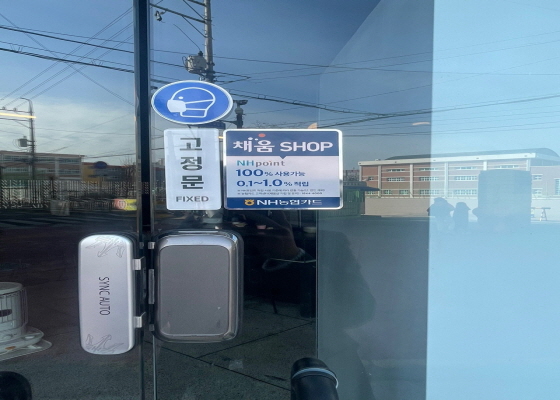 고정문
FIXED
채움 SHOP
NHpoint
100% 사용가능
0.1~1.0% 적립
NH농협카드
SYNC AUTO